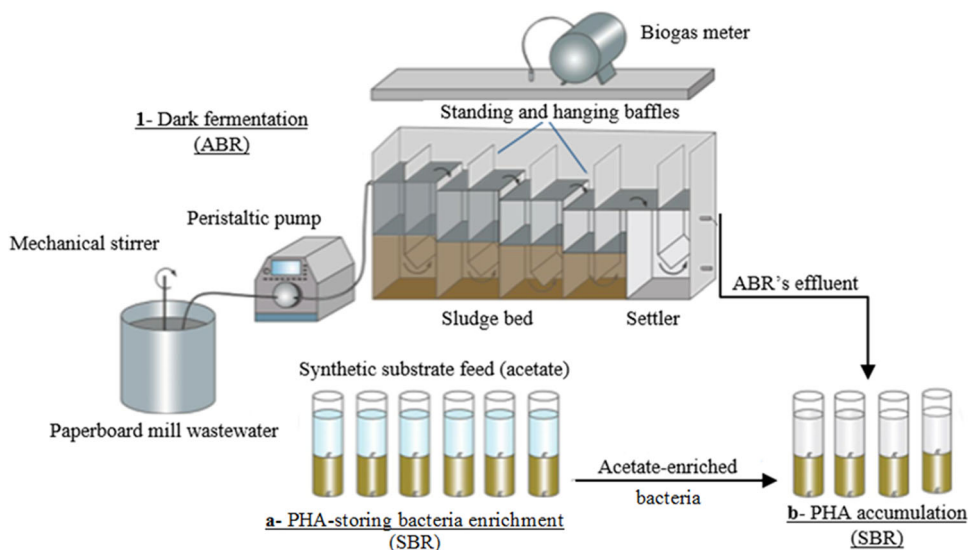 Biogas meter
Standing and hanging baffles
1- Dark fermentation
(ABR)
Peristaltic pump
Mechanical stirrer
ABR's effluent
Sludge bed
Settler
Synthetic substrate feed (acetate)
Paperboard mill wastewater
Acetate-enriched
bacteria
a- PHA-storing bacteria enrichment
(SBR)
b- PHA accumulation
(SBR)